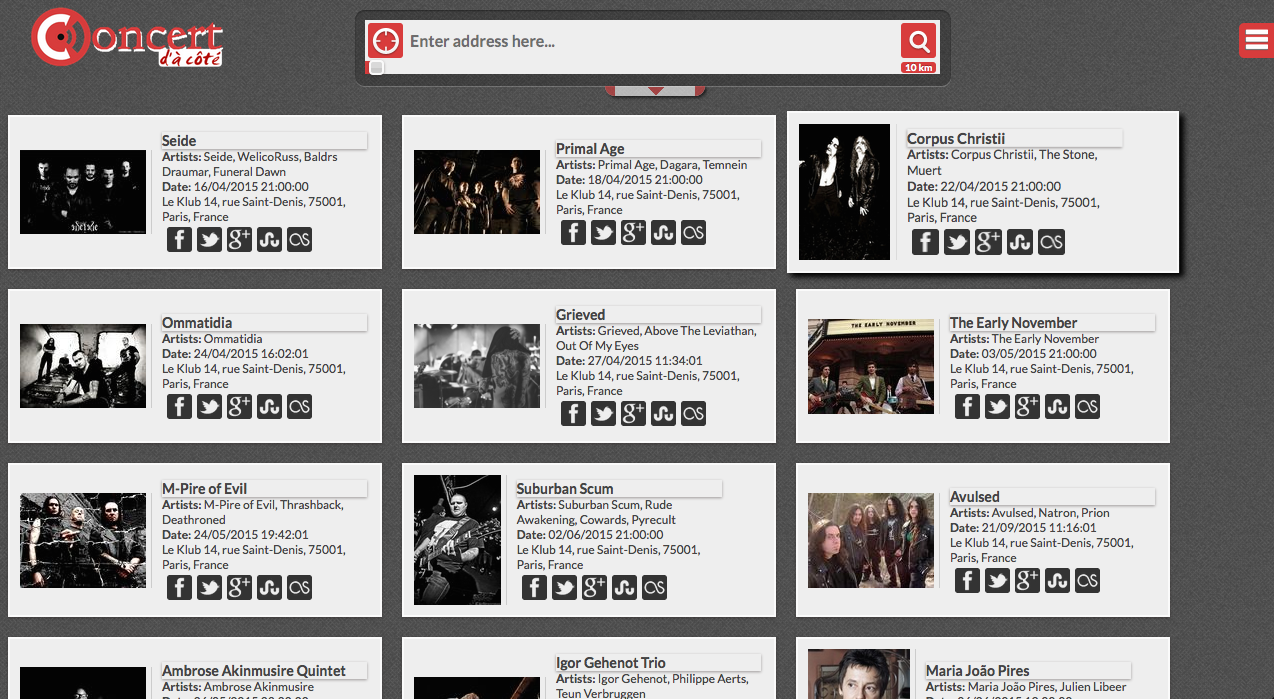 Concert
d'à côté
Enter address here...
10 km
Seide
Artists: Seide, WelicoRuss, Baldrs
Draumar, Funeral Dawn
Date: 16/04/2015 21:00:00
Le Klub 14, rue Saint-Denis, 75001,
Paris, France
Primal Age
Artists: Primal Age, Dagara, Temnein
Date: 18/04/2015 21:00:00
Le Klub 14, rue Saint-Denis, 75001,
Paris, France
Corpus Christii
Artists: Corpus Christii, The Stone,
Muert
Date: 22/04/2015 21:00:00
Le Klub 14, rue Saint-Denis, 75001,
Paris, France
Ommatidia
Artists: Ommatidia
Date: 24/04/2015 16:02:01
Le Klub 14, rue Saint-Denis, 75001,
Paris, France
Grieved
Artists: Grieved, Above The Leviathan,
Out Of My Eyes
Date: 27/04/2015 11:34:01
Le Klub 14, rue Saint-Denis, 75001,
Paris, France
THE EARLY NOVEMBER
The Early November
Artists: The Early November
Date: 03/05/2015 21:00:00
Le Klub 14, rue Saint-Denis, 75001,
Paris, France
M-Pire of Evil
Artists: M-Pire of Evil, Thrashback,
Deathroned
Date: 24/05/2015 19:42:01
Le Klub 14, rue Saint-Denis, 75001,
Paris, France
Suburban Scum
Artists: Suburban Scum, Rude
Awakening, Cowards, Pyrecult
Date: 02/06/2015 21:00:00
Le Klub 14, rue Saint-Denis, 75001,
Paris, France
Avulsed
Artists: Avulsed, Natron, Prion
Date: 21/09/2015 11:16:01
Le Klub 14, rue Saint-Denis, 75001,
Paris, France
Ambrose Akinmusire Quintet
Artists: Ambrose Akinmusire
Igor Gehenot Trio
Artists: Igor Gehenot, Philippe Aerts,
Teun Verbruggen
Maria João Pires
Artists: Maria João Pires, Julien Libeer